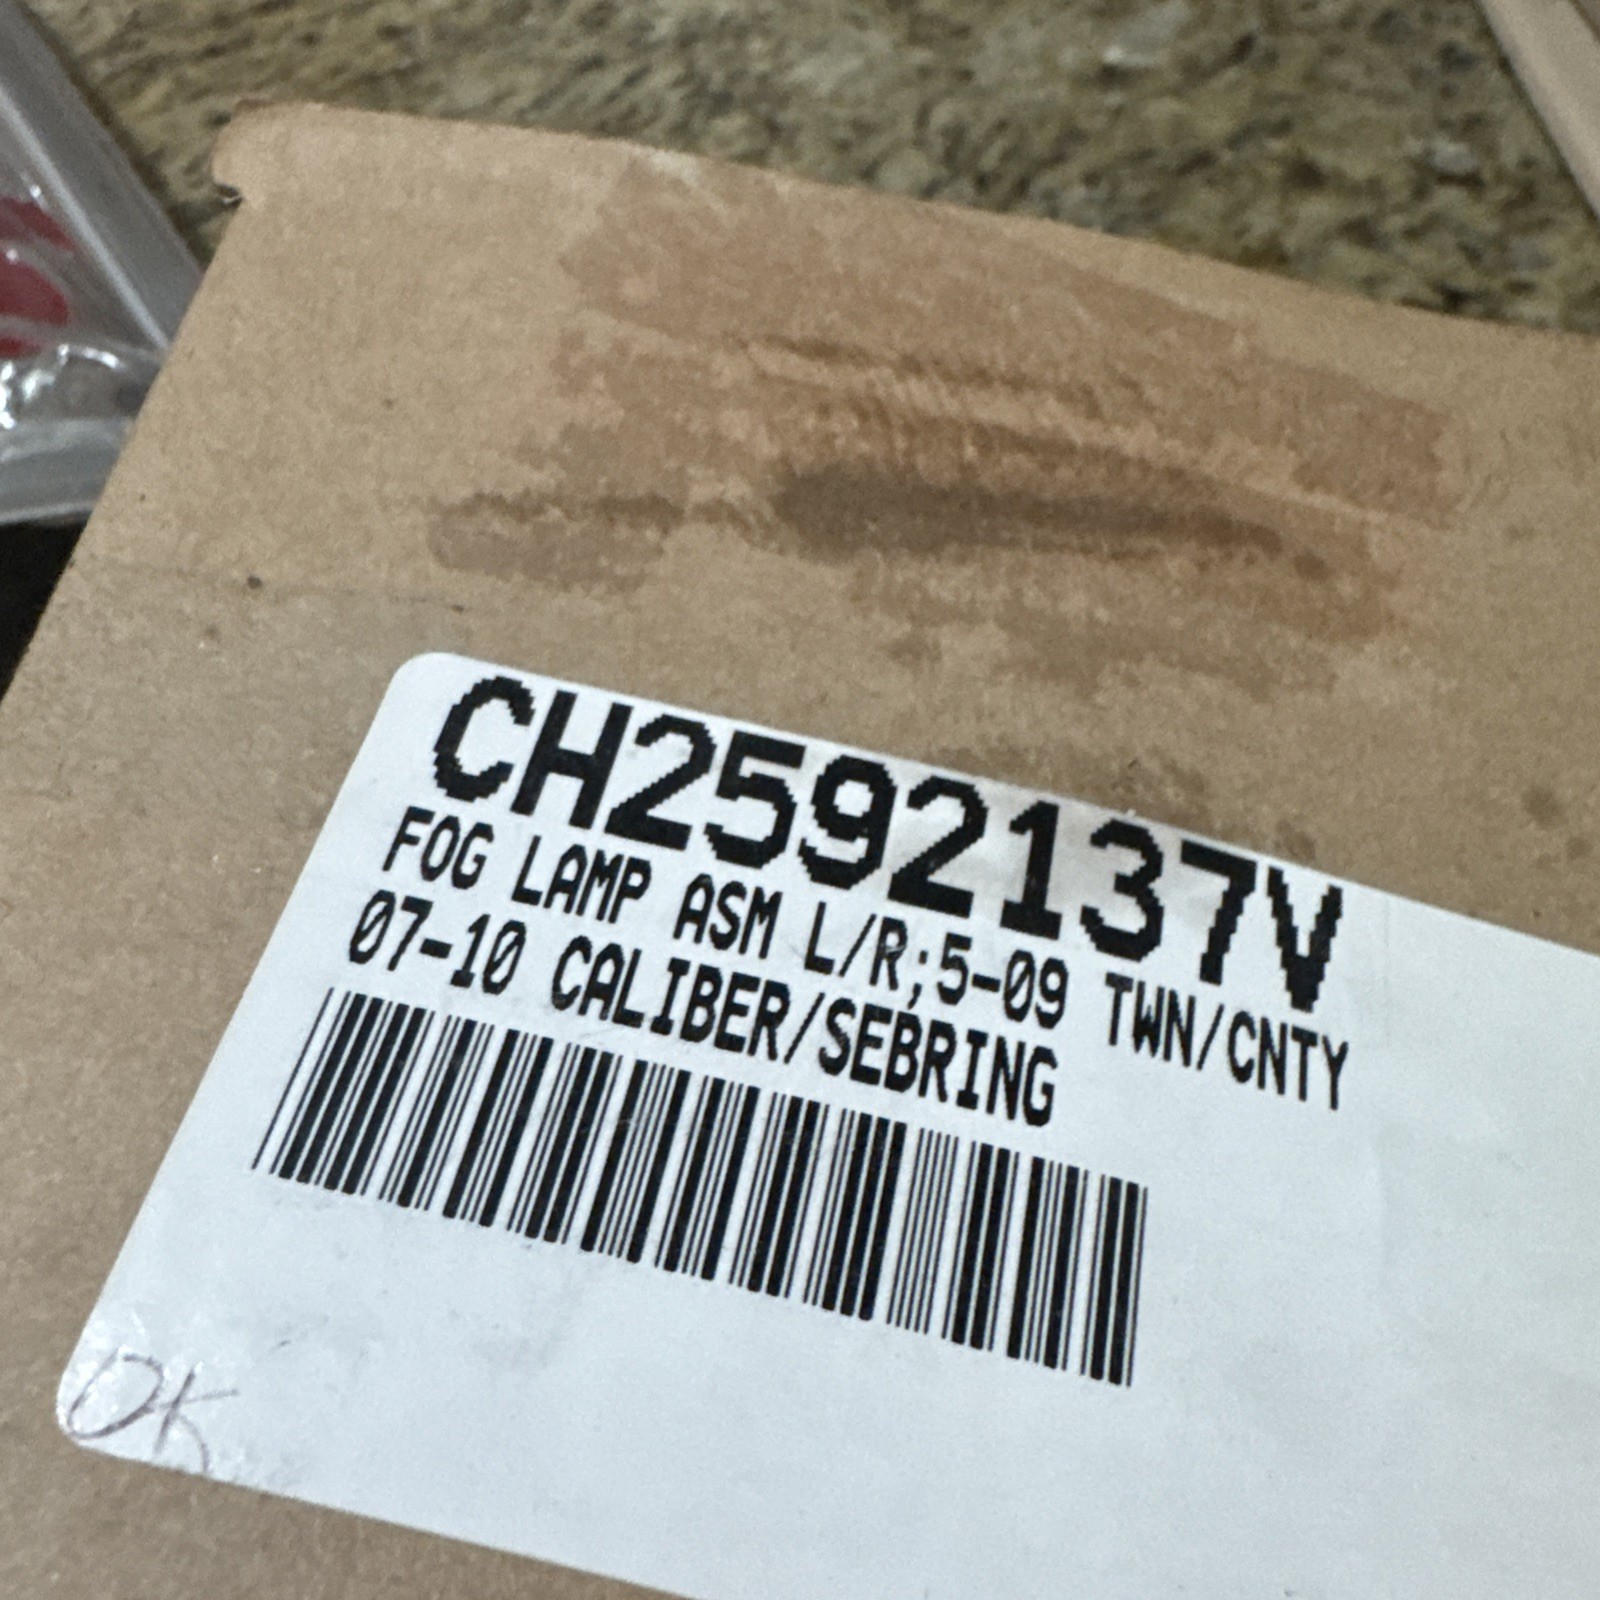 CH2592137V
FOG LAMP ASM L/R;5-09 TWN/CNTY
07-10 CALIBER/SEBRING
OK